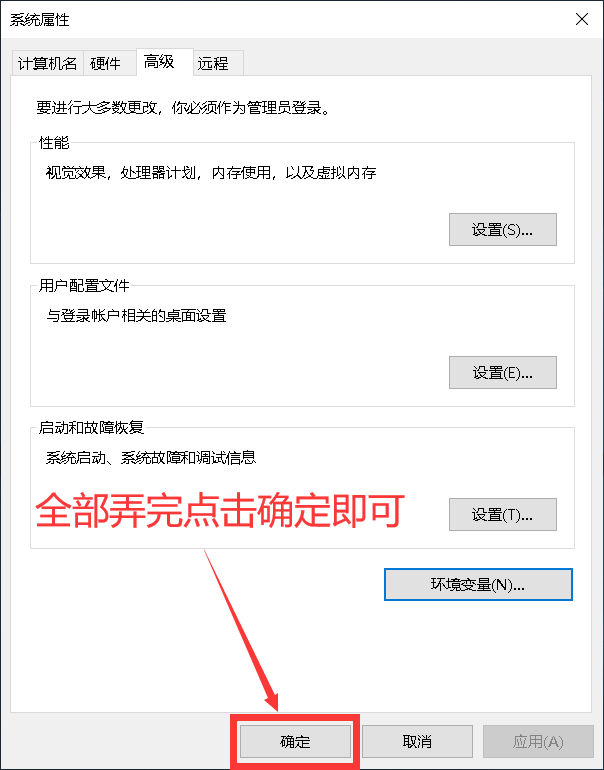 系统属性
计算机名 硬件 高级 远程
要进行大多数更改，你必须作为管理员登录。
性能
视觉效果，处理器计划，内存使用，以及虚拟内存
设置(S)...
用户配置文件
与登录帐户相关的桌面设置
设置(E)...
启动和故障恢复
系统启动、系统故障和调试信息
全部弄完点击确定即可
设置(T)...
环境变量(N)...
确定 取消 应用(A)